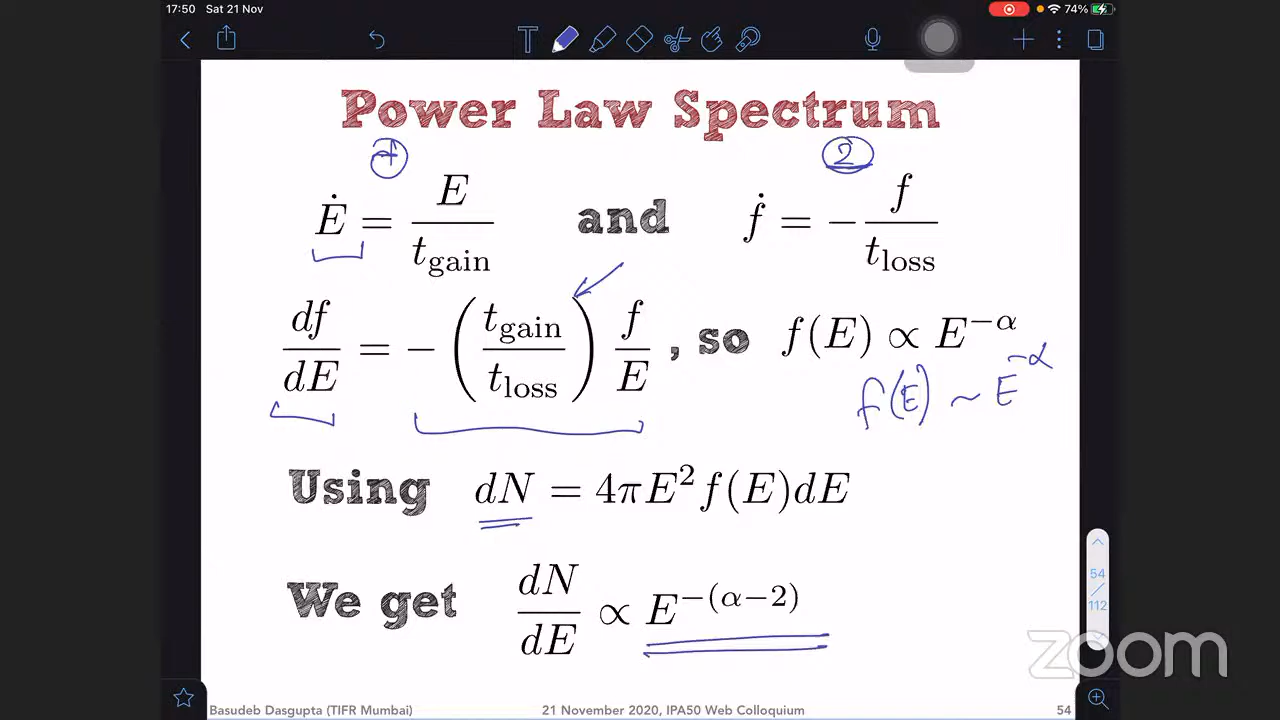 17:50 Sat 21 Nov 74%
Power Law Spectrum
1 2
Ė = E / t_gain and ḟ = − f / t_loss
df/dE = − (t_gain / t_loss) f/E , so f(E) ∝ E^{−α}
f(E) ~ E^{−α}
Using dN = 4πE² f(E)dE
We get dN/dE ∝ E^{−(α−2)}
54 / 112
zoom
Basudeb Dasgupta (TIFR Mumbai) 21 November 2020, IPA50 Web Colloquium 54